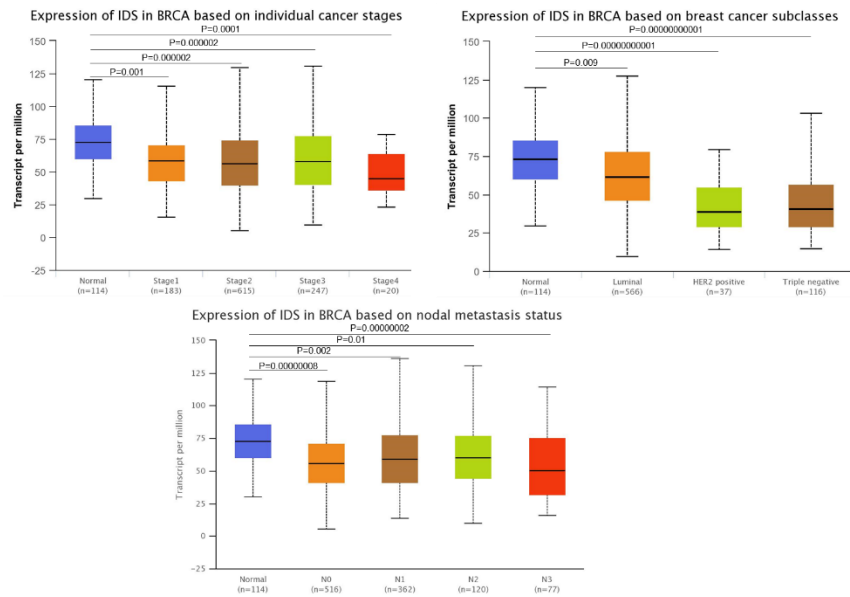 Expression of IDS in BRCA based on individual cancer stages
P=0.0001
P=0.000002
P=0.000002
P=0.001
Transcript per million
150
125
100
75
50
25
0
-25
Normal
(n=114)
Stage1
(n=183)
Stage2
(n=615)
Stage3
(n=247)
Stage4
(n=20)
Expression of IDS in BRCA based on breast cancer subclasses
P=0.00000000001
P=0.00000000001
P=0.009
Transcript per million
150
125
100
75
50
25
0
Normal
(n=114)
Luminal
(n=566)
HER2 positive
(n=37)
Triple negative
(n=116)
Expression of IDS in BRCA based on nodal metastasis status
P=0.00000002
P=0.01
P=0.002
P=0.00000008
Transcript per million
150
125
100
75
50
25
0
-25
Normal
(n=114)
N0
(n=516)
N1
(n=362)
N2
(n=120)
N3
(n=77)